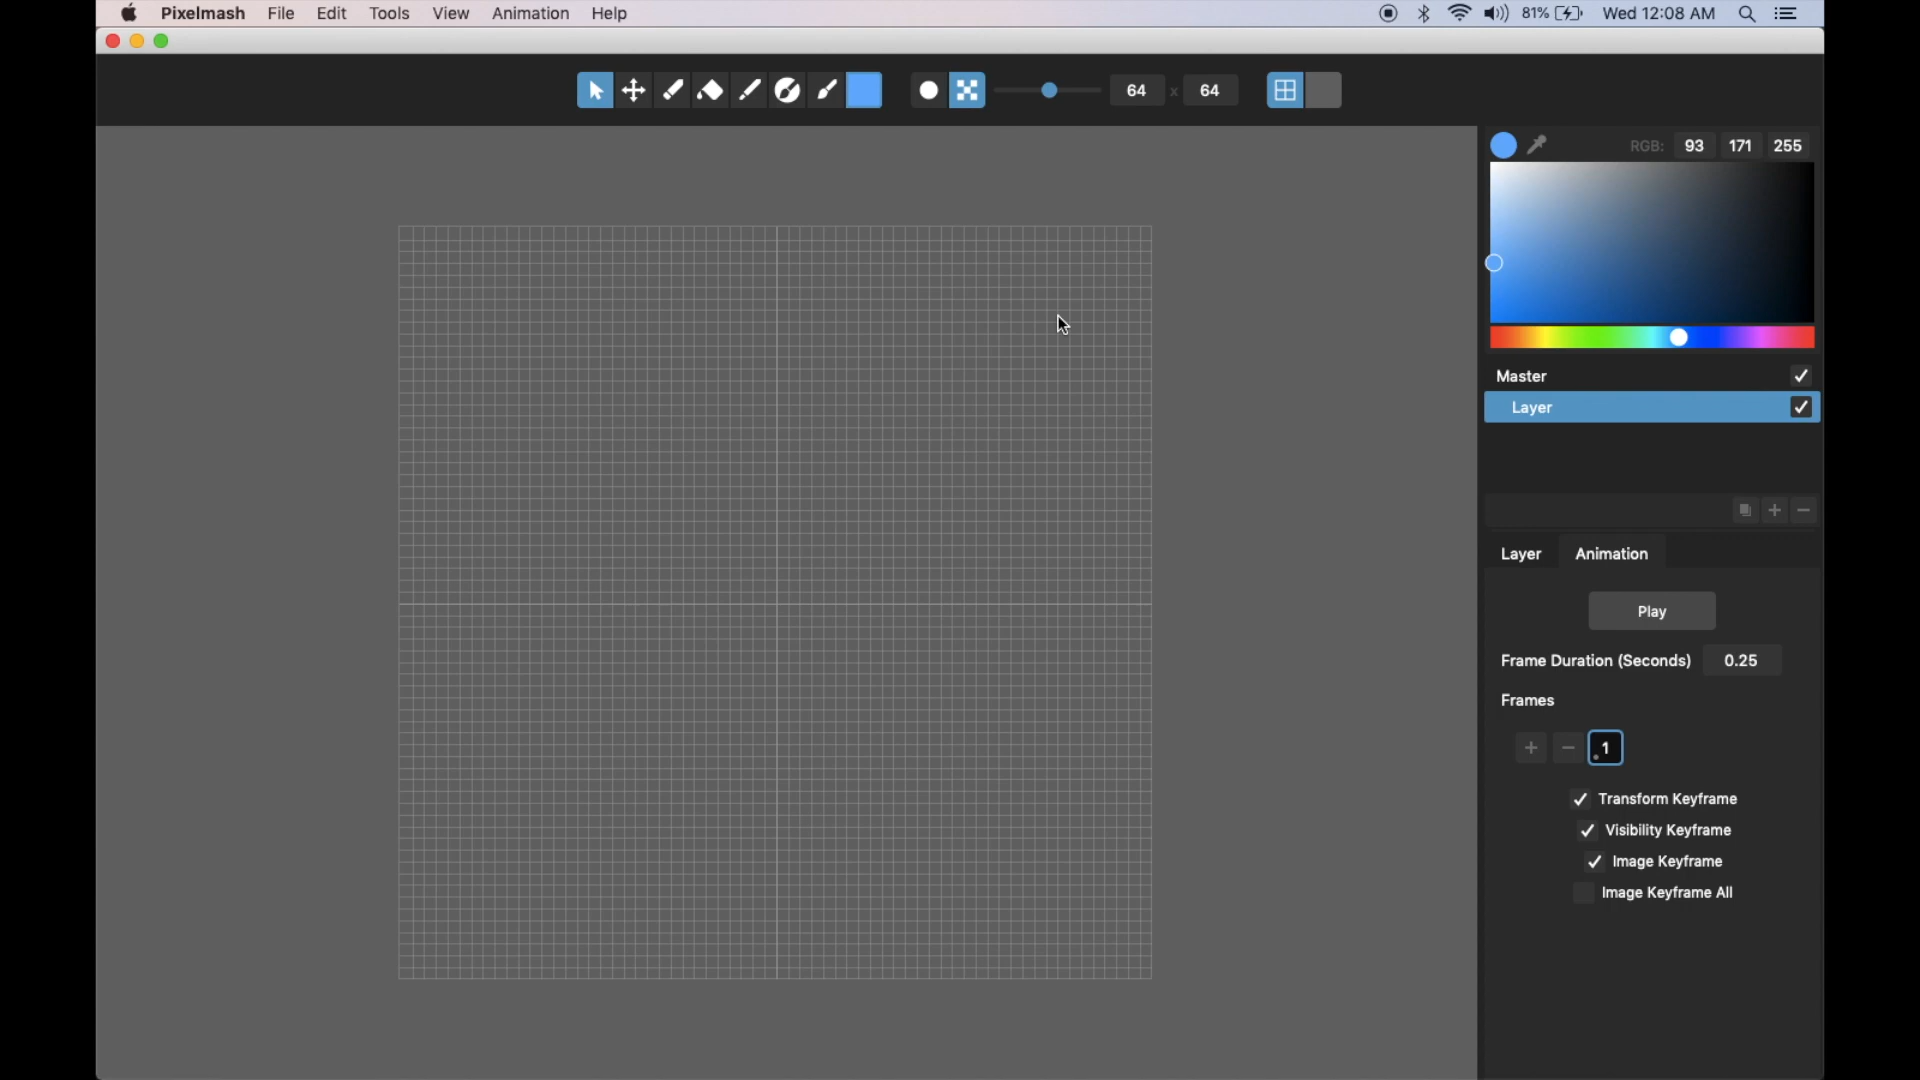 Pixelmash File Edit Tools View Animation Help 81% Wed 12:08 AM
64 x 64
RGB: 93 171 255
Master
Layer
Layer Animation
Play
Frame Duration (Seconds) 0.25
Frames
+ − 1
Transform Keyframe
Visibility Keyframe
Image Keyframe
Image Keyframe All